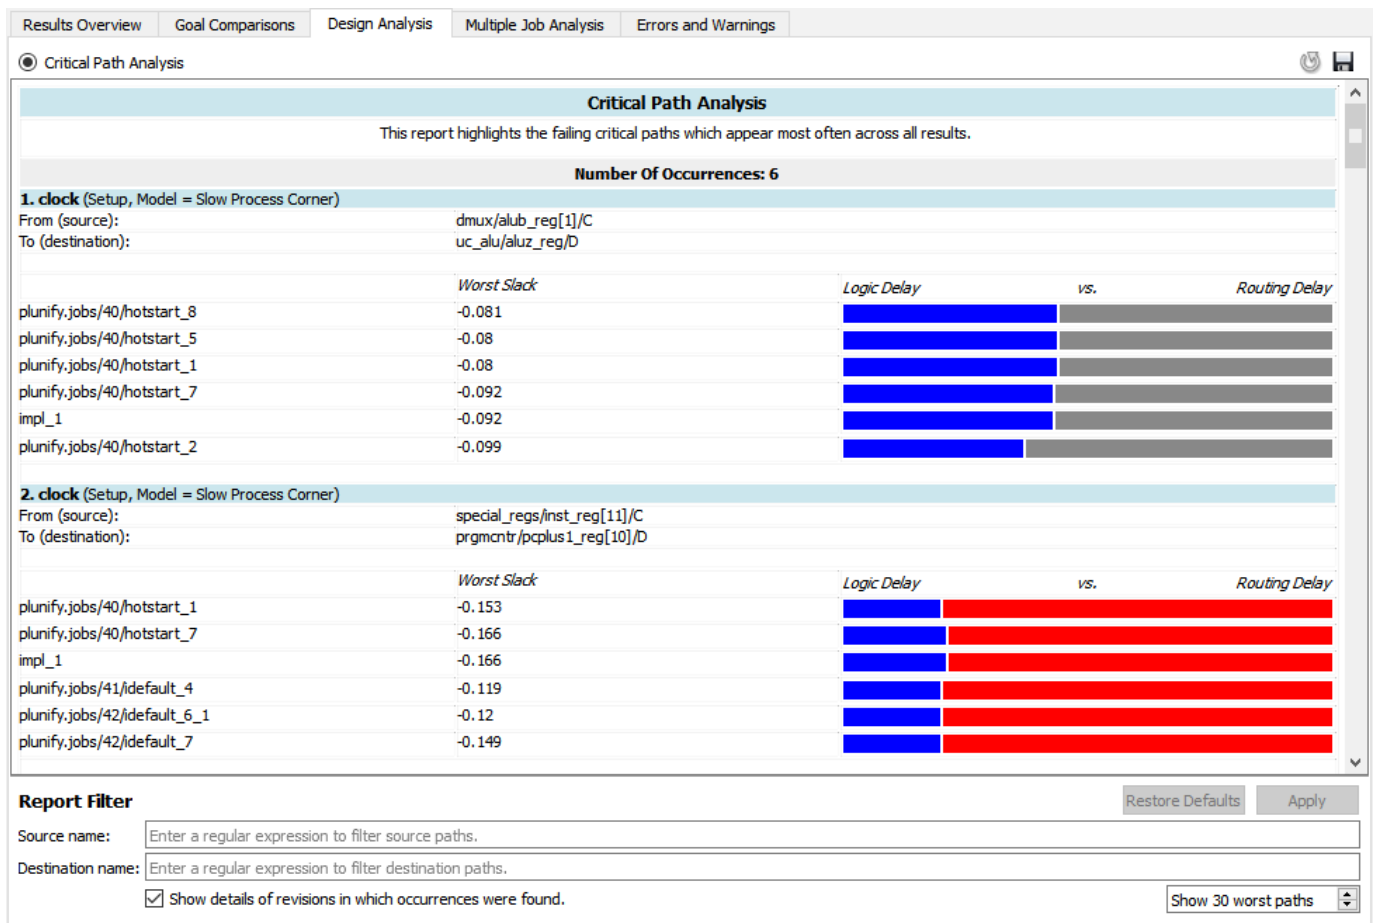 Results Overview Goal Comparisons Design Analysis Multiple Job Analysis Errors and Warnings
Critical Path Analysis
Critical Path Analysis
This report highlights the failing critical paths which appear most often across all results.
Number Of Occurrences: 6
1. clock (Setup, Model = Slow Process Corner)
From (source): dmux/alub_reg[1]/C
To (destination): uc_alu/aluz_reg/D
Worst Slack Logic Delay vs. Routing Delay
plunify.jobs/40/hotstart_8 -0.081
plunify.jobs/40/hotstart_5 -0.08
plunify.jobs/40/hotstart_1 -0.08
plunify.jobs/40/hotstart_7 -0.092
impl_1 -0.092
plunify.jobs/40/hotstart_2 -0.099
2. clock (Setup, Model = Slow Process Corner)
From (source): special_regs/inst_reg[11]/C
To (destination): prgmcntr/pcplus1_reg[10]/D
Worst Slack Logic Delay vs. Routing Delay
plunify.jobs/40/hotstart_1 -0.153
plunify.jobs/40/hotstart_7 -0.166
impl_1 -0.166
plunify.jobs/41/idefault_4 -0.119
plunify.jobs/42/idefault_6_1 -0.12
plunify.jobs/42/idefault_7 -0.149
Report Filter Restore Defaults Apply
Source name: Enter a regular expression to filter source paths.
Destination name: Enter a regular expression to filter destination paths.
Show details of revisions in which occurrences were found. Show 30 worst paths